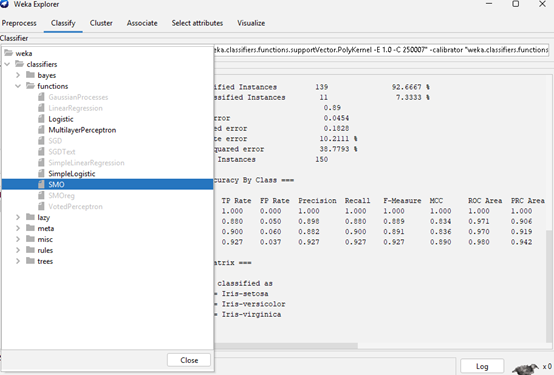 Weka Explorer
Preprocess Classify Cluster Associate Select attributes Visualize
Classifier
weka.classifiers.functions.supportVector.PolyKernel -E 1.0 -C 250007" -calibrator "weka.classifiers.functions
weka
classifiers
bayes
functions
GaussianProcesses
LinearRegression
Logistic
MultilayerPerceptron
SGD
SGDText
SimpleLinearRegression
SimpleLogistic
SMO
SMOreg
VotedPerceptron
lazy
meta
misc
rules
trees
Close
ified Instances 139 92.6667 %
assified Instances 11 7.3333 %
0.89
rror 0.0454
ed error 0.1828
te error 10.2111 %
quared error 38.7793 %
Instances 150
curacy By Class ===
TP Rate FP Rate Precision Recall F-Measure MCC ROC Area PRC Area
1.000 0.000 1.000 1.000 1.000 1.000 1.000 1.000
0.880 0.050 0.898 0.880 0.889 0.834 0.971 0.906
0.900 0.060 0.882 0.900 0.891 0.836 0.970 0.919
0.927 0.037 0.927 0.927 0.927 0.890 0.980 0.942
atrix ===
classified as
= Iris-setosa
= Iris-versicolor
= Iris-virginica
Log
x 0